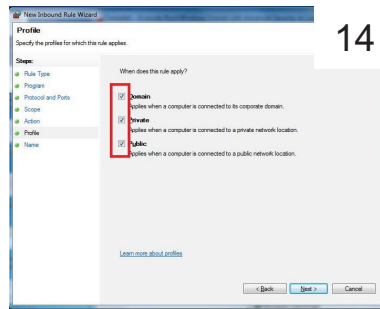 New Inbound Rule Wizard
14
Profile
Specify the profiles for which this rule applies.
Steps:
Rule Type
Program
Protocol and Ports
Scope
Action
Profile
Name
When does this rule apply?
Domain
Applies when a computer is connected to its corporate domain.
Private
Applies when a computer is connected to a private network location.
Public
Applies when a computer is connected to a public network location.
Learn more about profiles
< Back
Next >
Cancel